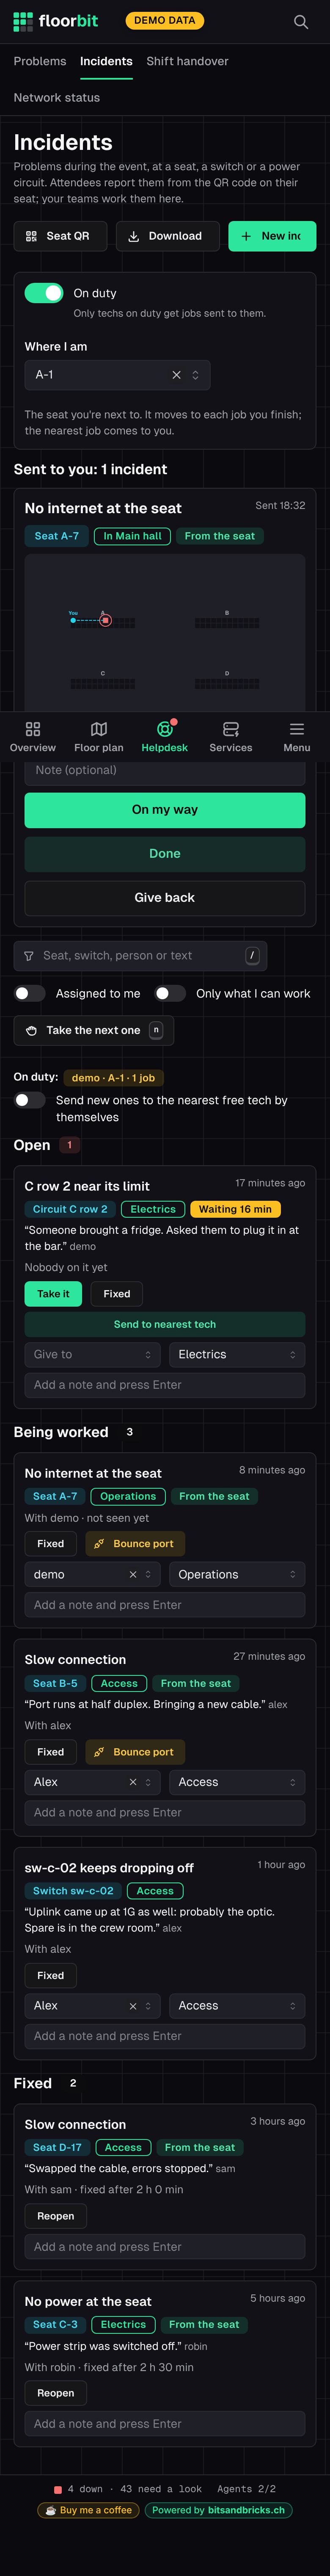 floorbit
DEMO DATA
Problems Incidents Shift handover
Network status
Incidents
Problems during the event, at a seat, a switch or a power
circuit. Attendees report them from the QR code on their
seat; your teams work them here.
Seat QR Download New inc
On duty
Only techs on duty get jobs sent to them.
Where I am
A-1
The seat you're next to. It moves to each job you finish;
the nearest job comes to you.
Sent to you: 1 incident
No internet at the seat Sent 18:32
Seat A-7 In Main hall From the seat
You A B
C D
Overview Floor plan Helpdesk Services Menu
Note (optional)
On my way
Done
Give back
Seat, switch, person or text /
Assigned to me Only what I can work
Take the next one n
On duty: demo · A-1 · 1 job
Send new ones to the nearest free tech by
themselves
Open 1
C row 2 near its limit 17 minutes ago
Circuit C row 2 Electrics Waiting 16 min
“Someone brought a fridge. Asked them to plug it in at
the bar.” demo
Nobody on it yet
Take it Fixed
Send to nearest tech
Give to Electrics
Add a note and press Enter
Being worked 3
No internet at the seat 8 minutes ago
Seat A-7 Operations From the seat
With demo · not seen yet
Fixed Bounce port
demo Operations
Add a note and press Enter
Slow connection 27 minutes ago
Seat B-5 Access From the seat
“Port runs at half duplex. Bringing a new cable.” alex
With alex
Fixed Bounce port
Alex Access
Add a note and press Enter
sw-c-02 keeps dropping off 1 hour ago
Switch sw-c-02 Access
“Uplink came up at 1G as well: probably the optic.
Spare is in the crew room.” alex
With alex
Fixed
Alex Access
Add a note and press Enter
Fixed 2
Slow connection 3 hours ago
Seat D-17 Access From the seat
“Swapped the cable, errors stopped.” sam
With sam · fixed after 2 h 0 min
Reopen
Add a note and press Enter
No power at the seat 5 hours ago
Seat C-3 Electrics From the seat
“Power strip was switched off.” robin
With robin · fixed after 2 h 30 min
Reopen
Add a note and press Enter
4 down · 43 need a look Agents 2/2
Buy me a coffee Powered by bitsandbricks.ch